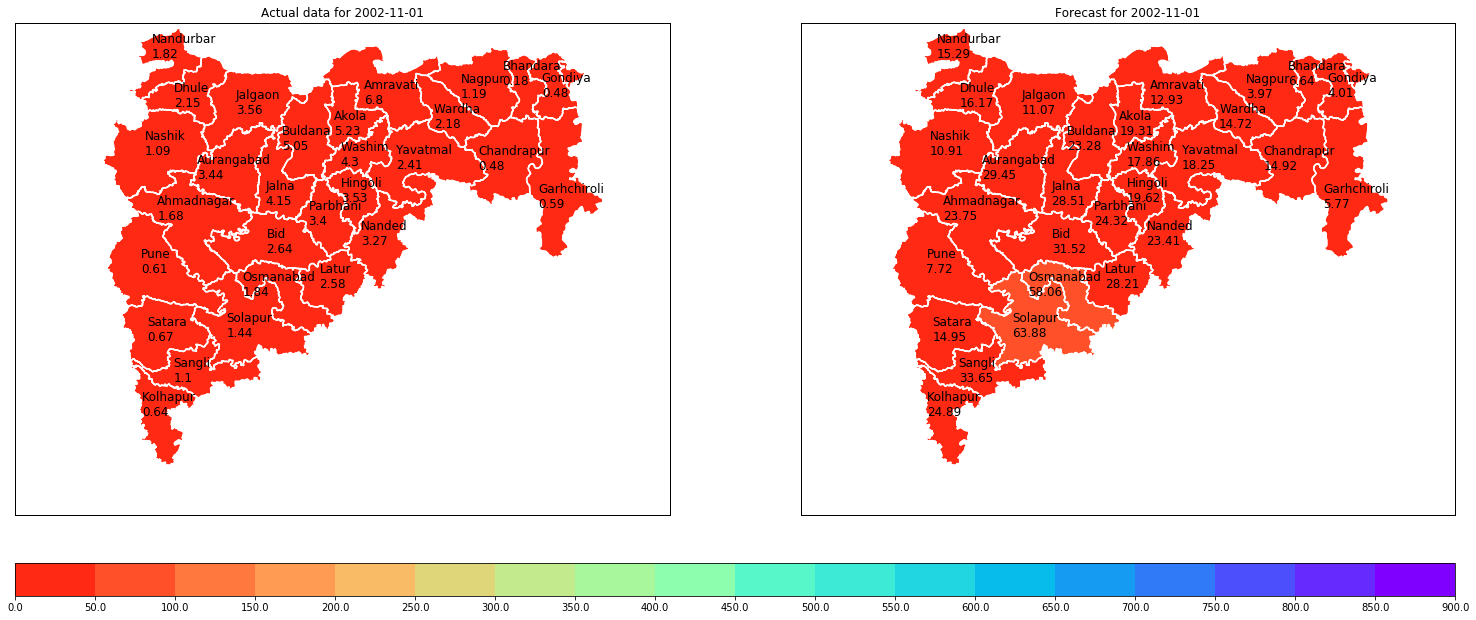 Actual data for 2002-11-01
Nandurbar
1.82
Dhule
2.15
Jalgaon
3.56
Nashik
1.09
Aurangabad
3.44
Buldana
5.05
Akola
5.23
Amravati
6.8
Nagpur
1.19
Wardha
2.18
Bhandara
0.18
Gondiya
0.48
Washim
4.3
Yavatmal
2.41
Chandrapur
0.48
Garhchiroli
0.59
Jalna
4.15
Hingoli
3.53
Parbhani
3.4
Nanded
3.27
Ahmadnagar
1.68
Bid
2.64
Pune
0.61
Osmanabad
1.84
Latur
2.58
Satara
0.67
Solapur
1.44
Sangli
1.1
Kolhapur
0.64
Forecast for 2002-11-01
Nandurbar
15.29
Dhule
16.17
Jalgaon
11.07
Nashik
10.91
Aurangabad
29.45
Buldana
23.28
Akola
19.31
Amravati
12.93
Nagpur
3.97
Wardha
14.72
Bhandara
6.64
Gondiya
4.01
Washim
17.86
Yavatmal
18.25
Chandrapur
14.92
Garhchiroli
5.77
Jalna
28.51
Hingoli
19.62
Parbhani
24.32
Nanded
23.41
Ahmadnagar
23.75
Bid
31.52
Pune
7.72
Osmanabad
58.06
Latur
28.21
Satara
14.95
Solapur
63.88
Sangli
33.65
Kolhapur
24.89
0.0 50.0 100.0 150.0 200.0 250.0 300.0 350.0 400.0 450.0 500.0 550.0 600.0 650.0 700.0 750.0 800.0 850.0 900.0